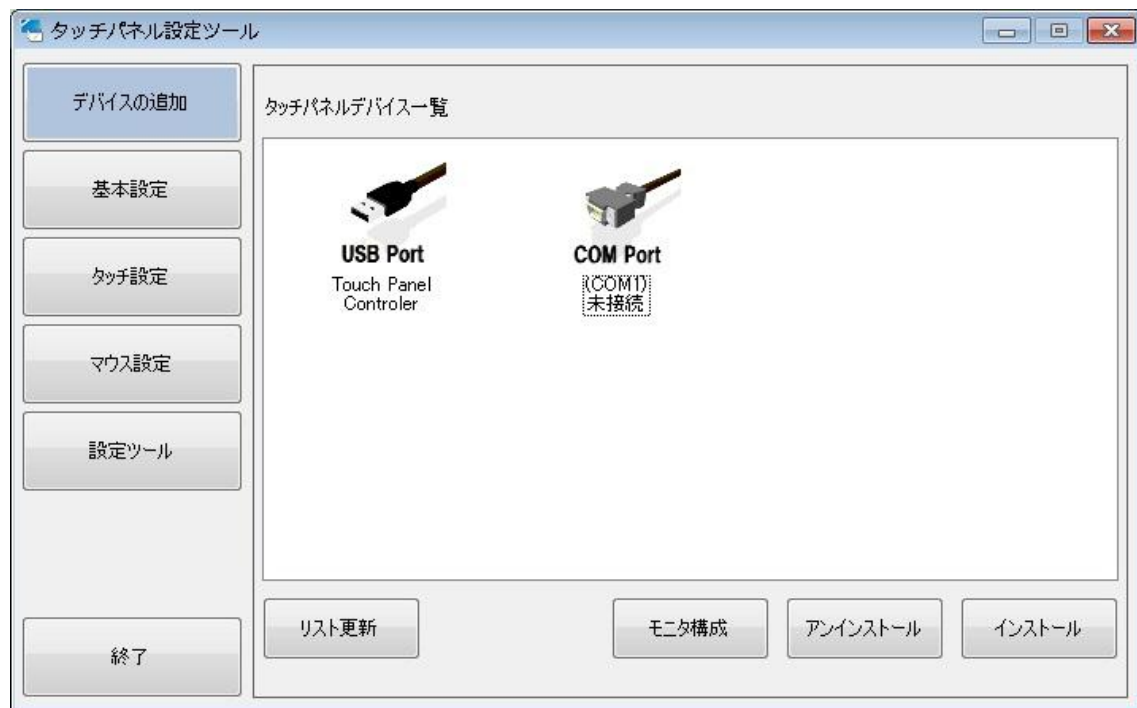 タッチパネル設定ツール
デバイスの追加
基本設定
タッチ設定
マウス設定
設定ツール
終了
タッチパネルデバイス一覧
USB Port
Touch Panel
Controler
COM Port
(COM1)
未接続
リスト更新
モニタ構成
アンインストール
インストール